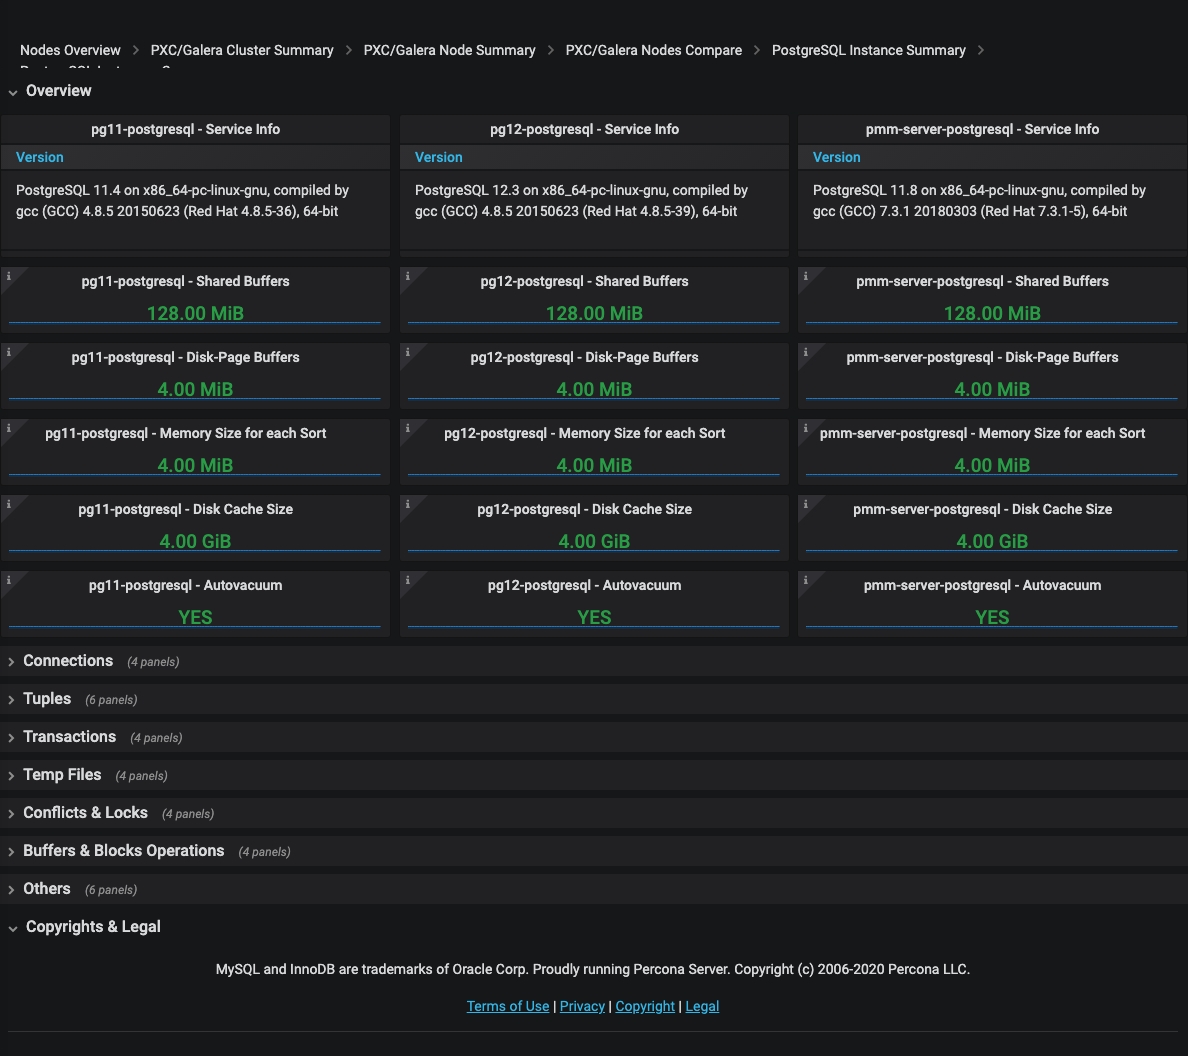 Nodes Overview > PXC/Galera Cluster Summary > PXC/Galera Node Summary > PXC/Galera Nodes Compare > PostgreSQL Instance Summary >
Overview
pg11-postgresql - Service Info
Version
PostgreSQL 11.4 on x86_64-pc-linux-gnu, compiled by
gcc (GCC) 4.8.5 20150623 (Red Hat 4.8.5-36), 64-bit
pg12-postgresql - Service Info
Version
PostgreSQL 12.3 on x86_64-pc-linux-gnu, compiled by
gcc (GCC) 4.8.5 20150623 (Red Hat 4.8.5-39), 64-bit
pmm-server-postgresql - Service Info
Version
PostgreSQL 11.8 on x86_64-pc-linux-gnu, compiled by
gcc (GCC) 7.3.1 20180303 (Red Hat 7.3.1-5), 64-bit
pg11-postgresql - Shared Buffers
128.00 MiB
pg12-postgresql - Shared Buffers
128.00 MiB
pmm-server-postgresql - Shared Buffers
128.00 MiB
pg11-postgresql - Disk-Page Buffers
4.00 MiB
pg12-postgresql - Disk-Page Buffers
4.00 MiB
pmm-server-postgresql - Disk-Page Buffers
4.00 MiB
pg11-postgresql - Memory Size for each Sort
4.00 MiB
pg12-postgresql - Memory Size for each Sort
4.00 MiB
pmm-server-postgresql - Memory Size for each Sort
4.00 MiB
pg11-postgresql - Disk Cache Size
4.00 GiB
pg12-postgresql - Disk Cache Size
4.00 GiB
pmm-server-postgresql - Disk Cache Size
4.00 GiB
pg11-postgresql - Autovacuum
YES
pg12-postgresql - Autovacuum
YES
pmm-server-postgresql - Autovacuum
YES
Connections (4 panels)
Tuples (6 panels)
Transactions (4 panels)
Temp Files (4 panels)
Conflicts & Locks (4 panels)
Buffers & Blocks Operations (4 panels)
Others (6 panels)
Copyrights & Legal
MySQL and InnoDB are trademarks of Oracle Corp. Proudly running Percona Server. Copyright (c) 2006-2020 Percona LLC.
Terms of Use | Privacy | Copyright | Legal